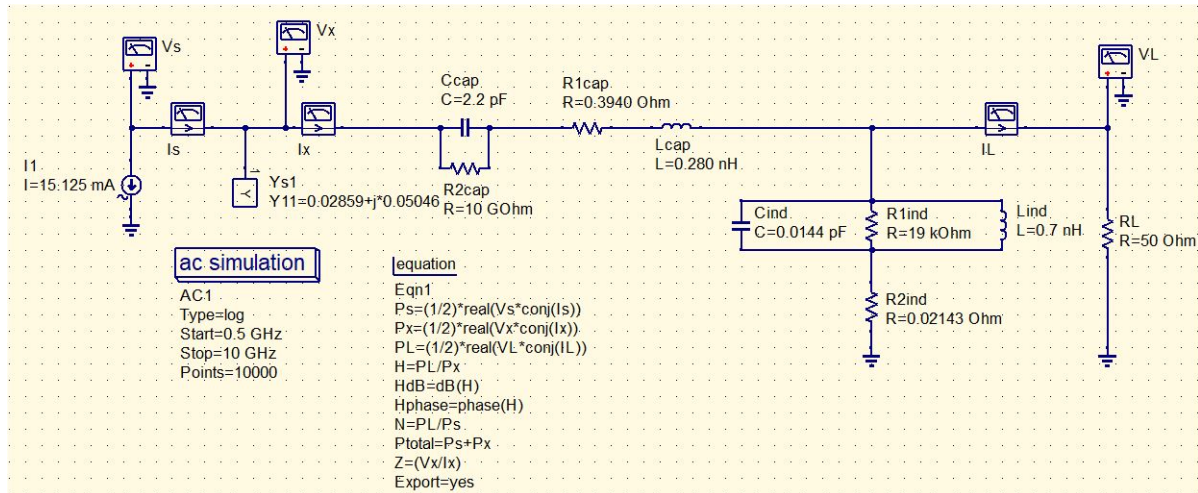 Vs
Vx
VL
Ccap
C=2.2 pF
R1cap
R=0.3940 Ohm
Is
Ix
Lcap
L=0.280 nH
IL
I1
I=15.125 mA
Ys1
Y
Y11=0.02859+j*0.05046
R2cap
R=10 GOhm
Cind
C=0.0144 pF
R1ind
R=19 kOhm
Lind
L=0.7 nH
RL
R=50 Ohm
R2ind
R=0.02143 Ohm
ac simulation
AC1
Type=log
Start=0.5 GHz
Stop=10 GHz
Points=10000
equation
Eqn1
Ps=(1/2)*real(Vs*conj(Is))
Px=(1/2)*real(Vx*conj(Ix))
PL=(1/2)*real(VL*conj(IL))
H=PL/Px
HdB=dB(H)
Hphase=phase(H)
N=PL/Ps
Ptotal=Ps+Px
Z=(Vx/Ix)
Export=yes